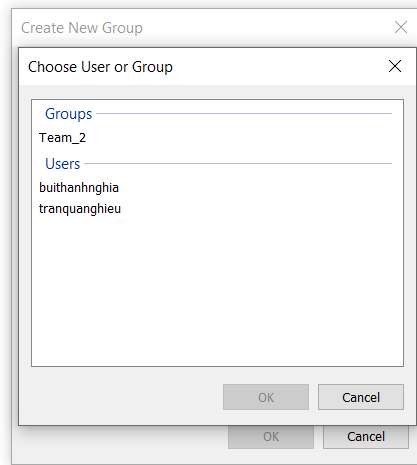 Create New Group
Choose User or Group
Groups
Team_2
Users
buithanhnghia
tranquanghieu
OK
Cancel
OK
Cancel